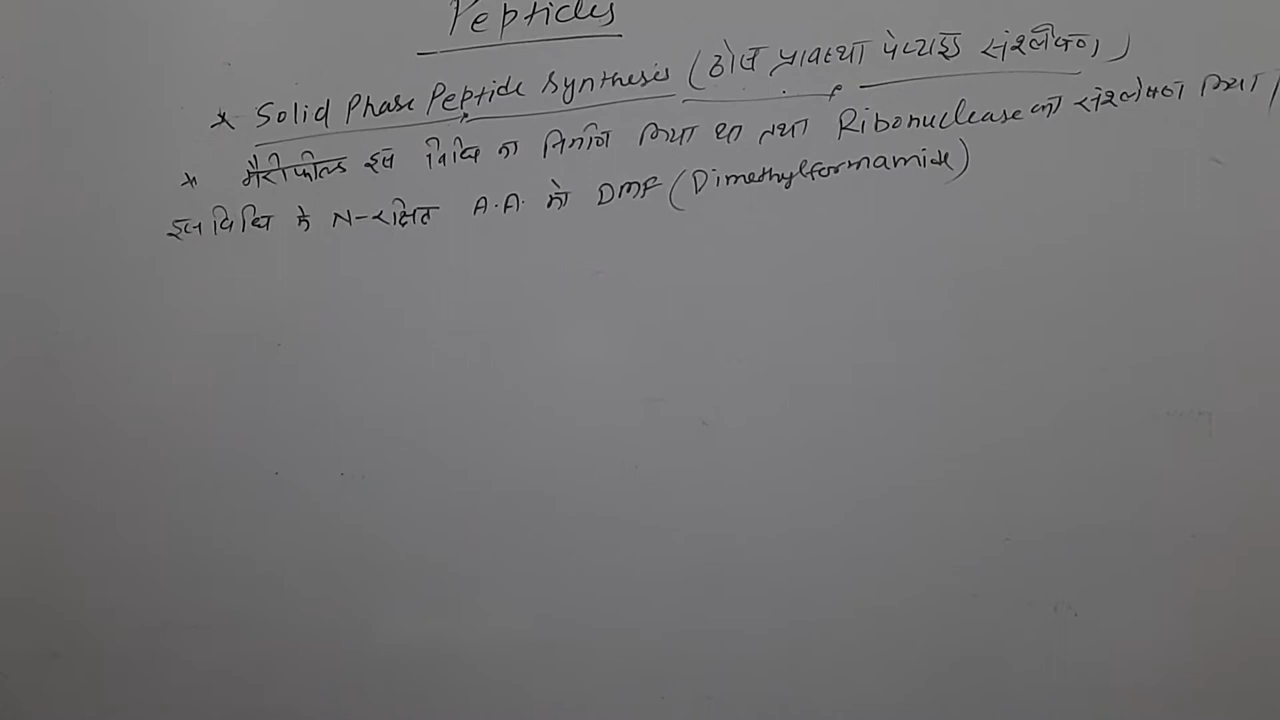 Peptides
* Solid Phase Peptide Synthesis (ठोस प्रावस्था पेप्टाइड संश्लेषण)
* मैरीफील्ड इस विधि का निर्माण किया था तथा Ribonuclease का संश्लेषण किया।
इस विधि मे N-रक्षित A.A. को DMF (Dimethylformamide)